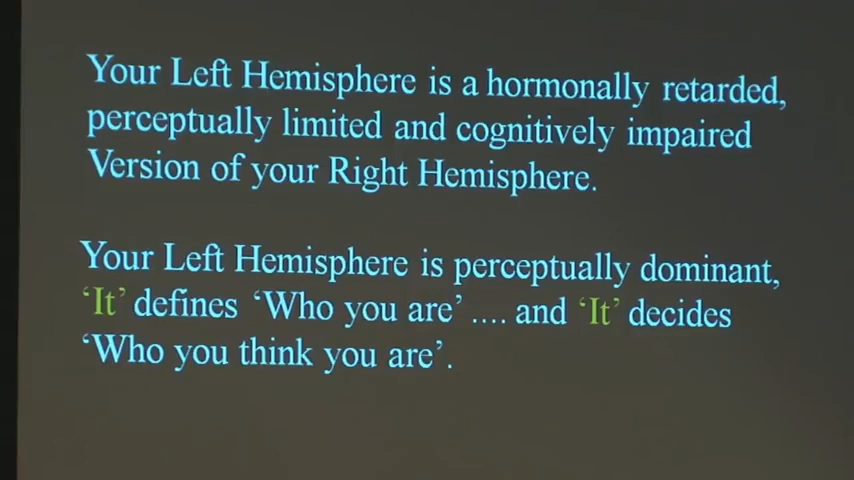 Your Left Hemisphere is a hormonally retarded,
perceptually limited and cognitively impaired
Version of your Right Hemisphere.
Your Left Hemisphere is perceptually dominant,
‘It’ defines ‘Who you are’ .... and ‘It’ decides
‘Who you think you are’.